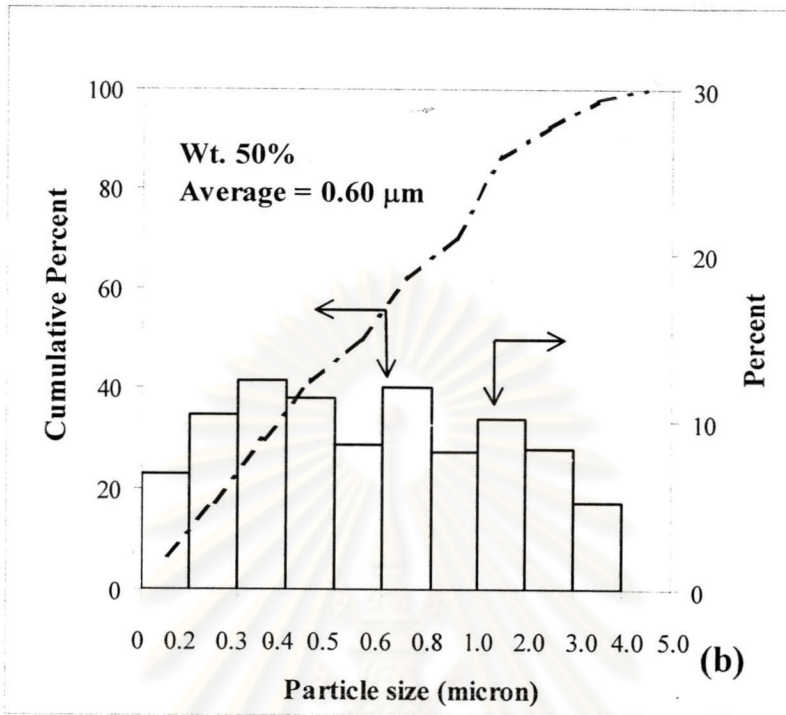 100
80
60
40
20
0
Cumulative Percent
Wt. 50%
Average = 0.60 μm
30
20
10
0
Percent
0 0.2 0.3 0.4 0.5 0.6 0.8 1.0 2.0 3.0 4.0 5.0
(b)
Particle size (micron)